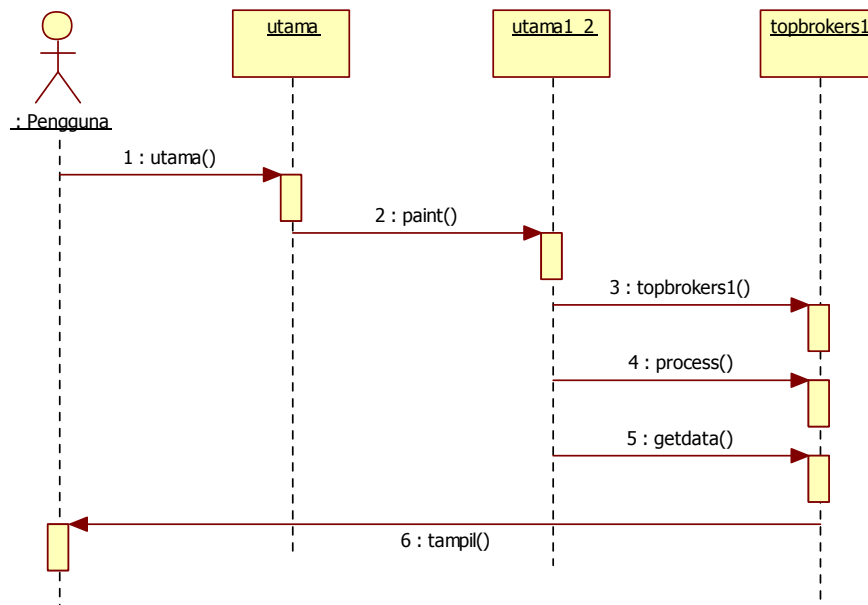 utama
utama1_2
topbrokers1
: Pengguna
1 : utama()
2 : paint()
3 : topbrokers1()
4 : process()
5 : getdata()
6 : tampil()